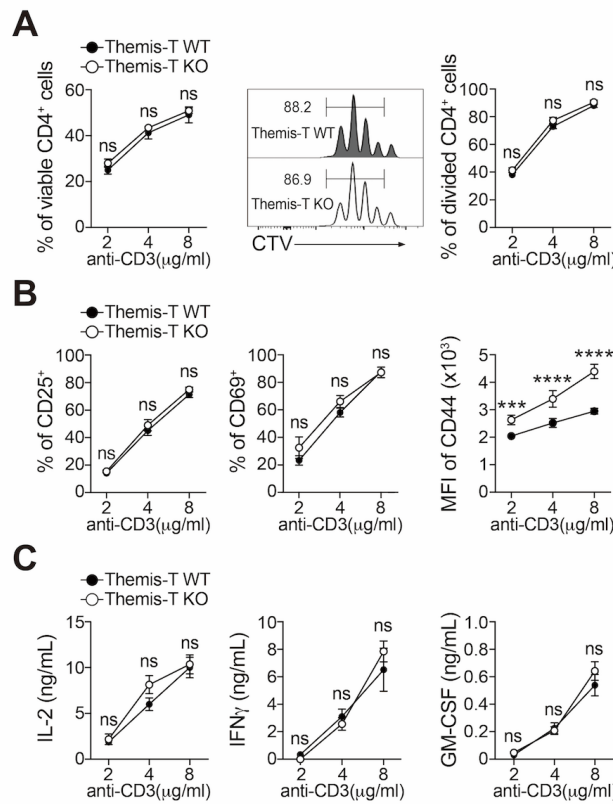 A
Themis-T WT
Themis-T KO
% of viable CD4⁺ cells
60
40
20
0
ns
ns
ns
2
4
8
anti-CD3(μg/ml)
88.2
Themis-T WT
86.9
Themis-T KO
CTV
% of divided CD4⁺ cells
100
80
60
40
20
0
ns
ns
ns
2
4
8
anti-CD3(μg/ml)
B
Themis-T WT
Themis-T KO
% of CD25⁺
100
80
60
40
20
0
ns
ns
ns
2
4
8
anti-CD3(μg/ml)
% of CD69⁺
100
80
60
40
20
0
ns
ns
ns
2
4
8
anti-CD3(μg/ml)
MFI of CD44 (x10³)
5
4
3
2
1
0
***
****
****
2
4
8
anti-CD3(μg/ml)
C
Themis-T WT
Themis-T KO
IL-2 (ng/mL)
15
10
5
0
ns
ns
ns
2
4
8
anti-CD3(μg/ml)
IFNγ (ng/mL)
10
8
6
4
2
0
ns
ns
ns
2
4
8
anti-CD3(μg/ml)
GM-CSF (ng/mL)
1.0
0.8
0.6
0.4
0.2
0
ns
ns
ns
2
4
8
anti-CD3(μg/ml)